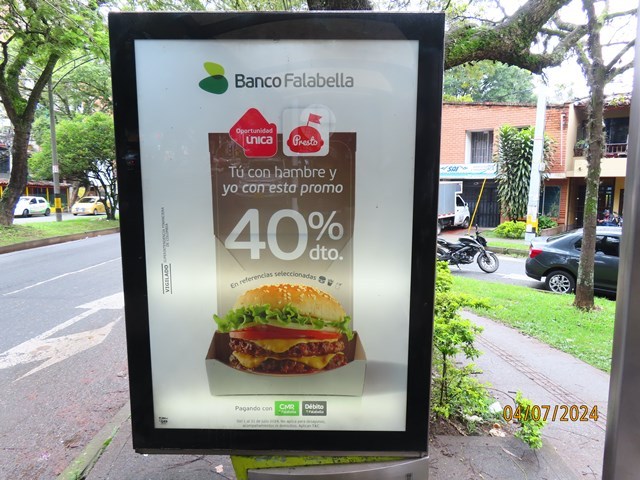 Banco Falabella
Oportunidad
única
Presto
Tú con hambre y
yo con esta promo
40%
dto.
En referencias seleccionadas
VIGILADO
Pagando con CMR Débito
04/07/2024